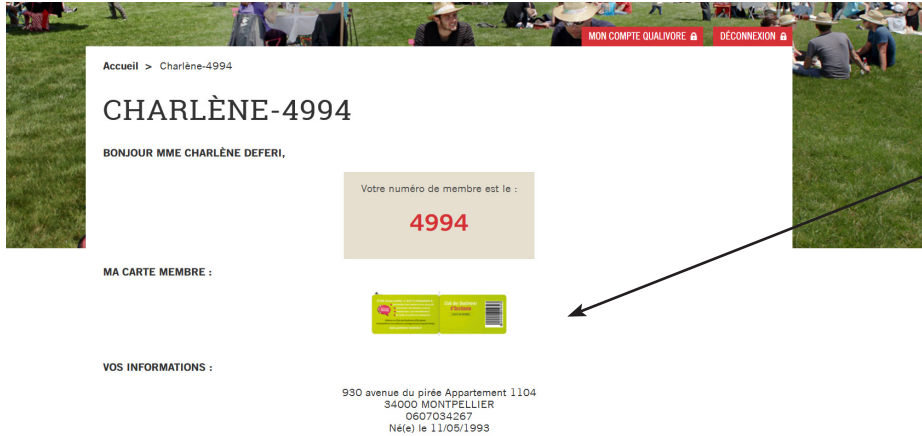 MON COMPTE QUALIVORE
DÉCONNEXION
Accueil > Charlène-4994
CHARLÈNE-4994
BONJOUR MME CHARLÈNE DEFERI,
Votre numéro de membre est le :
4994
MA CARTE MEMBRE :
VOS INFORMATIONS :
930 avenue du pirée Appartement 1104
34000 MONTPELLIER
0607034267
Né(e) le 11/05/1993